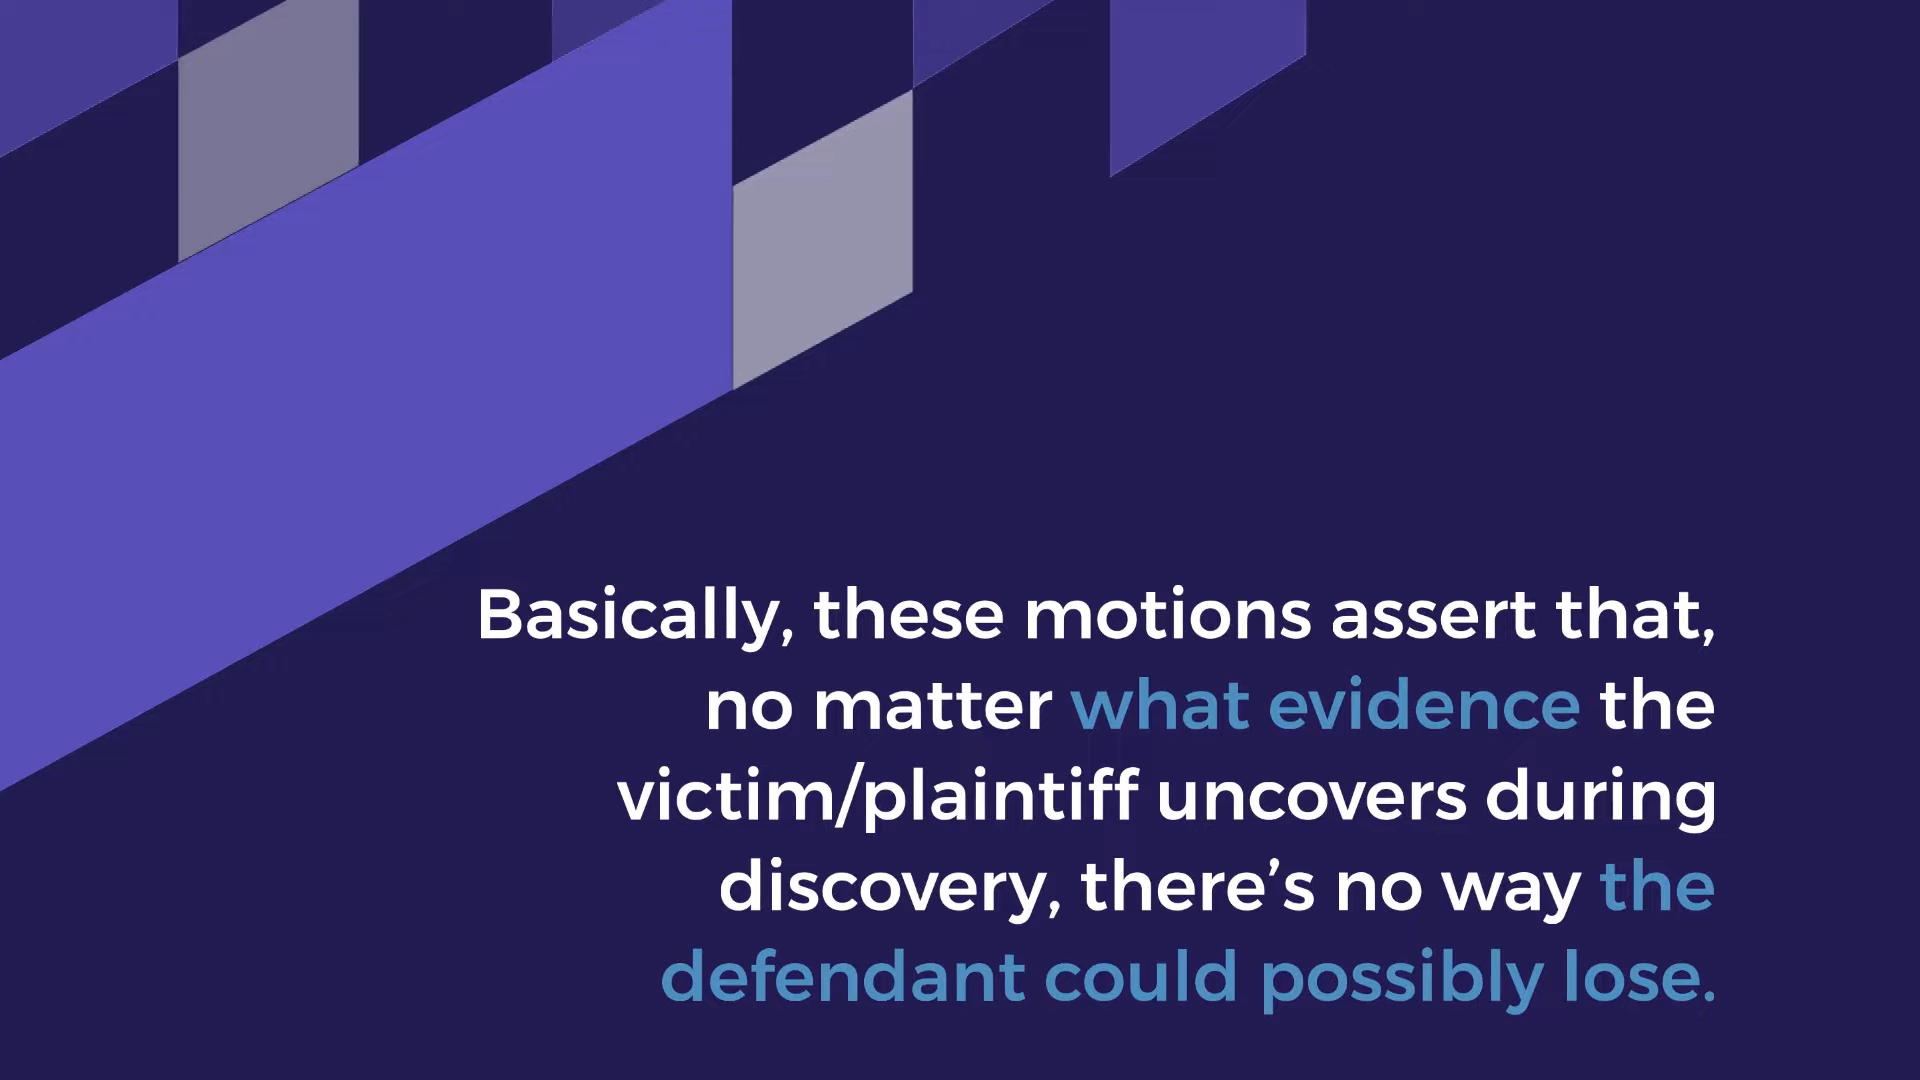 Basically, these motions assert that,
no matter what evidence the
victim/plaintiff uncovers during
discovery, there’s no way the
defendant could possibly lose.